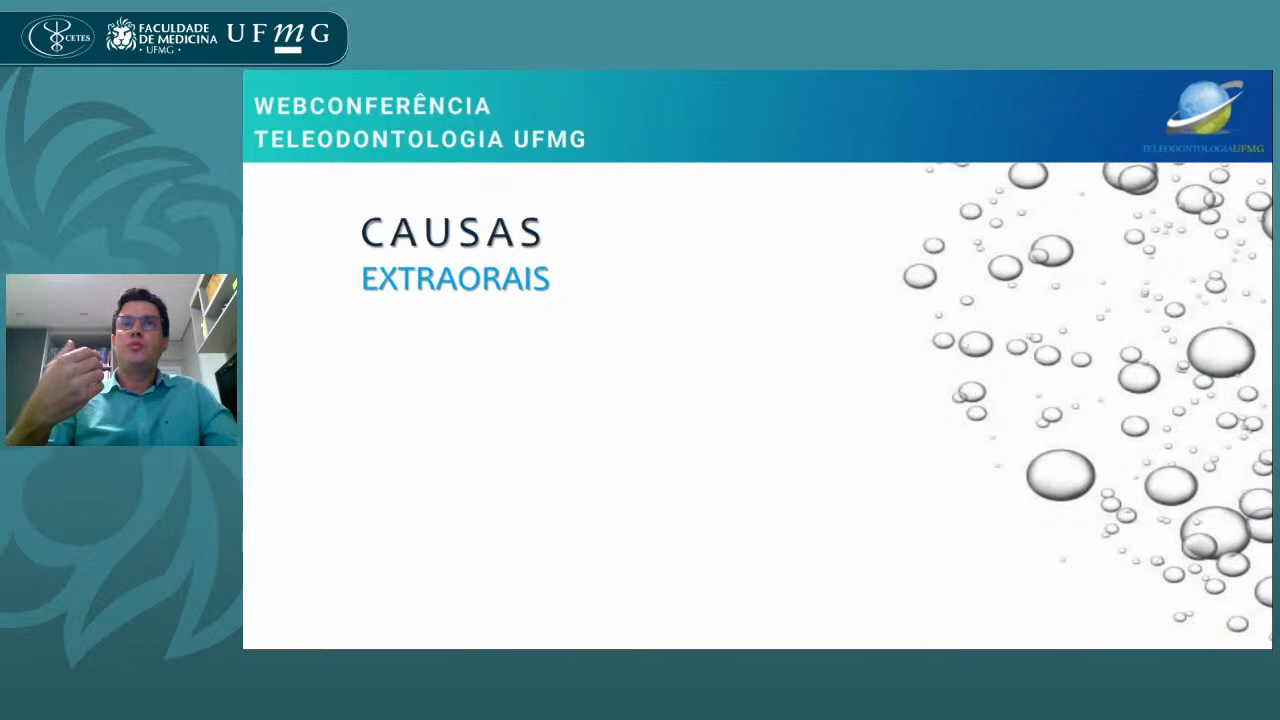 CETES
FACULDADE
DE MEDICINA
• UFMG •
UFmG
WEBCONFERÊNCIA
TELEODONTOLOGIA UFMG
TELEODONTOLOGIAUFMG
CAUSAS
EXTRAORAIS